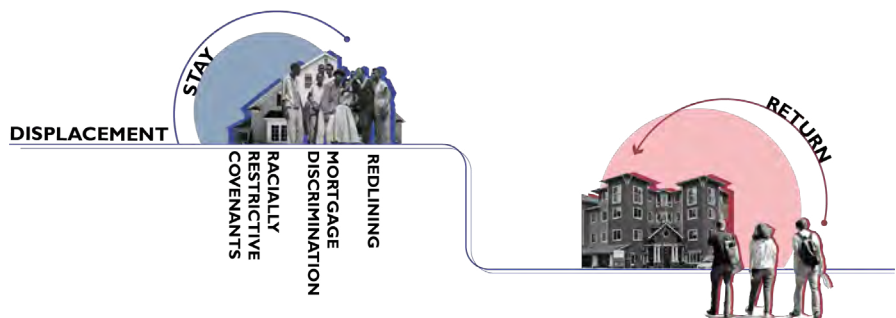 STAY
DISPLACEMENT
RACIALLY
RESTRICTIVE
COVENANTS
MORTGAGE
DISCRIMINATION
REDLINING
RETURN